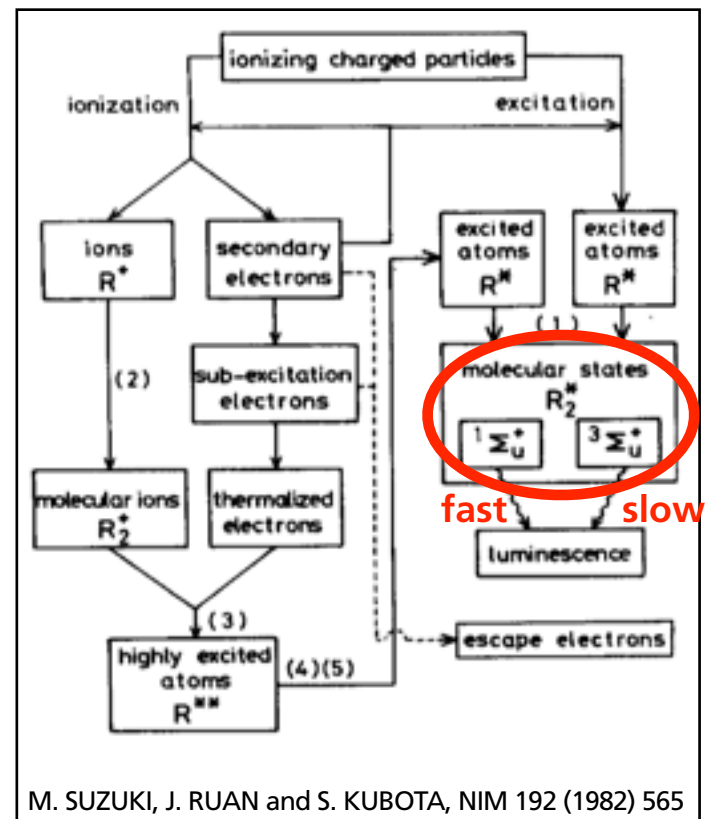 ionizing charged particles
ionization
excitation
ions
R⁺
secondary
electrons
excited
atoms
R*
excited
atoms
R*
(1)
(2)
sub-excitation
electrons
molecular states
R₂*
¹Σᵤ⁺
³Σᵤ⁺
fast
slow
molecular ions
R₂⁺
thermalized
electrons
luminescence
(3)
escape electrons
highly excited
atoms
R**
(4)(5)
M. SUZUKI, J. RUAN and S. KUBOTA, NIM 192 (1982) 565